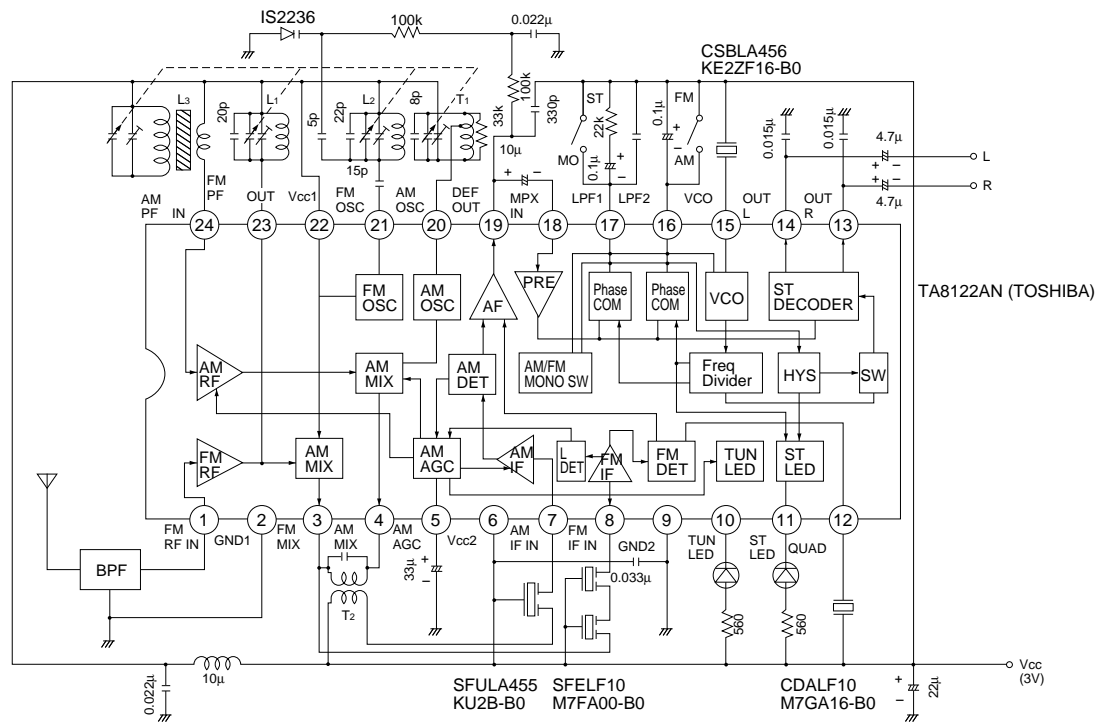 IS2236
100k
0.022μ
CSBLA456
KE2ZF16-B0
L3
20p
L1
5p
22p
L2
8p
T1
33k
100k
330p
ST
22k
0.1μ
FM
0.015μ
0.015μ
4.7μ
L
R
4.7μ
10μ
15p
MO
0.1μ
AM
FM
PF
AM
PF
IN
OUT
Vcc1
FM
OSC
AM
OSC
DEF
OUT
MPX
IN
LPF1
LPF2
VCO
OUT
L
OUT
R
24
23
22
21
20
19
18
17
16
15
14
13
TA8122AN (TOSHIBA)
FM
OSC
AM
OSC
AF
PRE
Phase
COM
Phase
COM
VCO
ST
DECODER
AM
RF
AM
MIX
AM
DET
AM/FM
MONO SW
Freq
Divider
HYS
SW
FM
RF
AM
MIX
AM
AGC
AM
IF
L
DET
FM
IF
FM
DET
TUN
LED
ST
LED
1
2
3
4
5
6
7
8
9
10
11
12
FM
RF IN
GND1
FM
MIX
AM
MIX
AM
AGC
Vcc2
AM
IF IN
FM
IF IN
GND2
TUN
LED
ST
LED
QUAD
BPF
T2
33μ
0.033μ
560
560
0.022μ
10μ
SFULA455
KU2B-B0
SFELF10
M7FA00-B0
CDALF10
M7GA16-B0
22μ
Vcc
(3V)